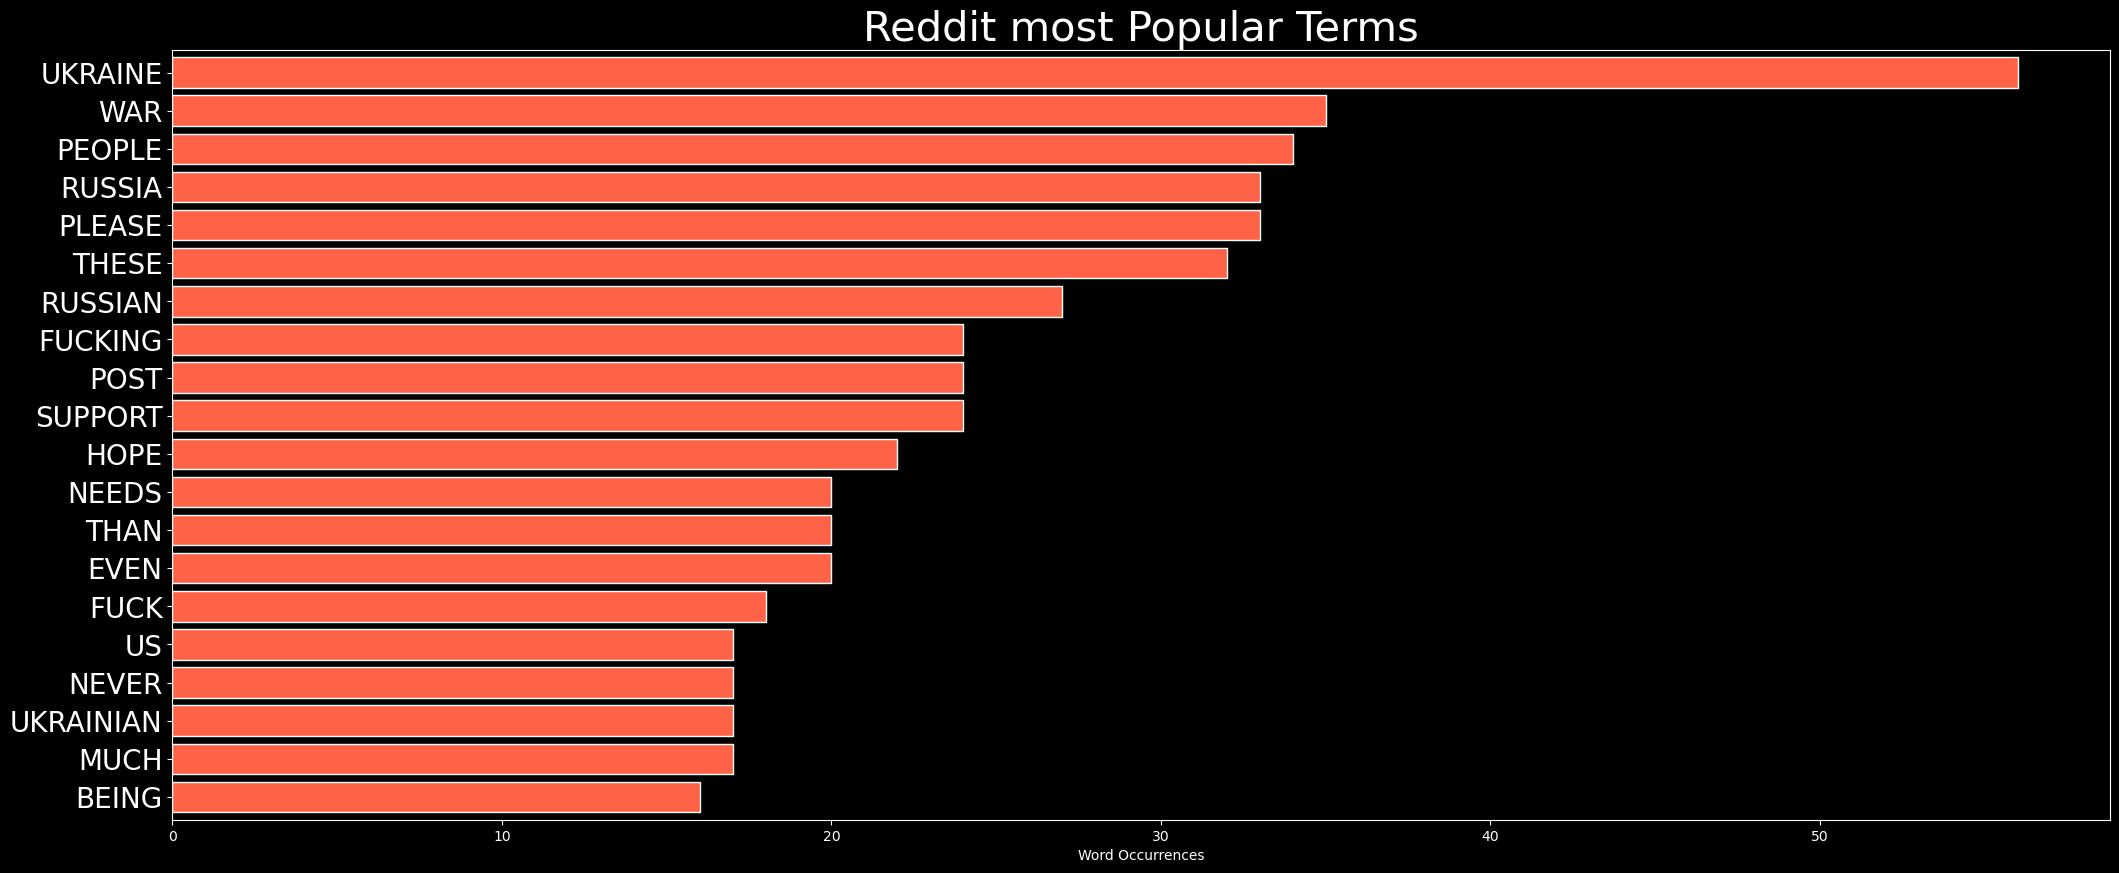 Reddit most Popular Terms
UKRAINE
WAR
PEOPLE
RUSSIA
PLEASE
THESE
RUSSIAN
FUCKING
POST
SUPPORT
HOPE
NEEDS
THAN
EVEN
FUCK
US
NEVER
UKRAINIAN
MUCH
BEING
0 10 20 30 40 50
Word Occurrences